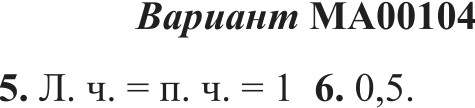 Вариант МА00104
5. Л. ч. = п. ч. = 1 6. 0,5.